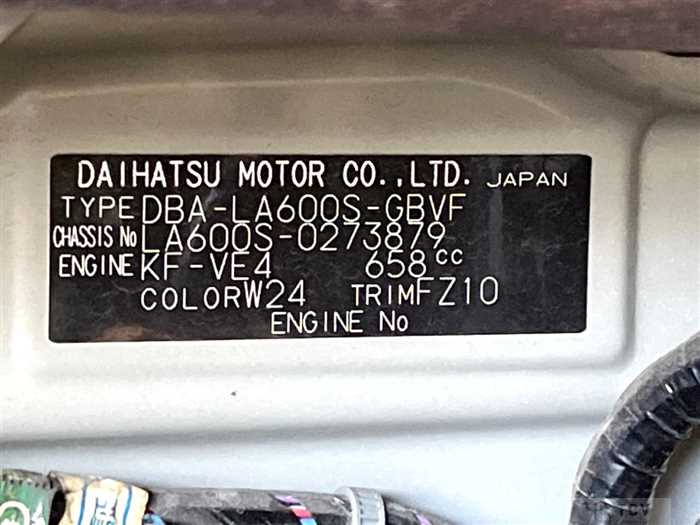 DAIHATSU MOTOR CO.,LTD. JAPAN
TYPE DBA-LA600S-GBVF
CHASSIS No LA600S-0273879
ENGINE KF-VE4 658cc
COLOR W24 TRIM FZ10
ENGINE No